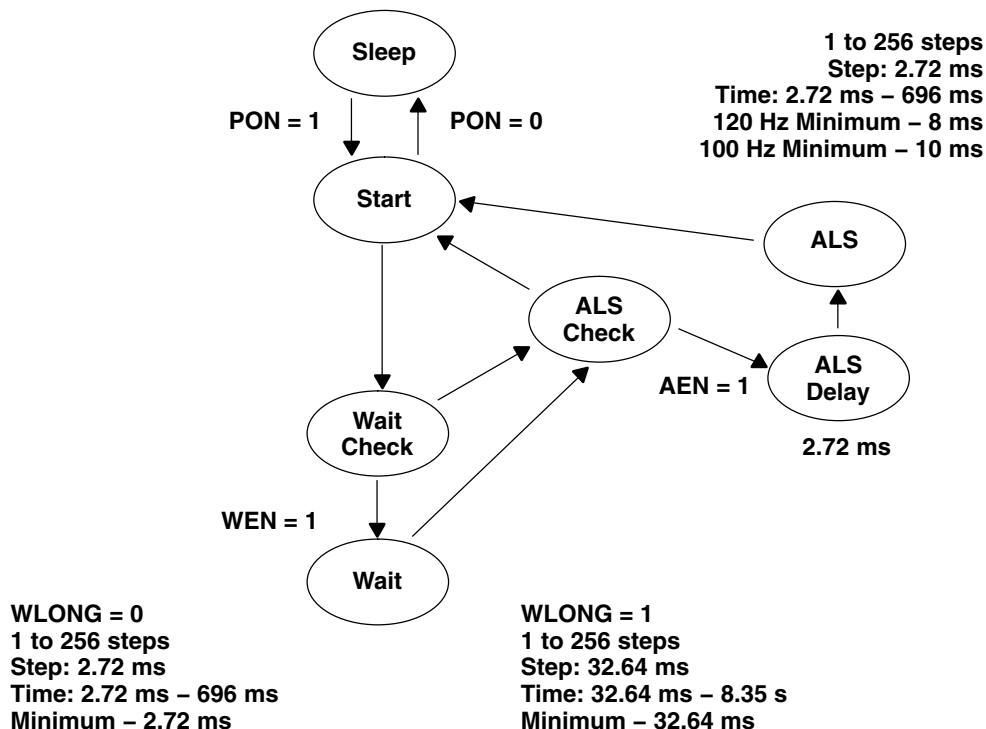 Sleep
1 to 256 steps
Step: 2.72 ms
Time: 2.72 ms – 696 ms
120 Hz Minimum – 8 ms
100 Hz Minimum – 10 ms
PON = 1
PON = 0
Start
ALS
ALS
Check
ALS
Delay
AEN = 1
2.72 ms
Wait
Check
WEN = 1
Wait
WLONG = 0
1 to 256 steps
Step: 2.72 ms
Time: 2.72 ms – 696 ms
Minimum – 2.72 ms
WLONG = 1
1 to 256 steps
Step: 32.64 ms
Time: 32.64 ms – 8.35 s
Minimum – 32.64 ms